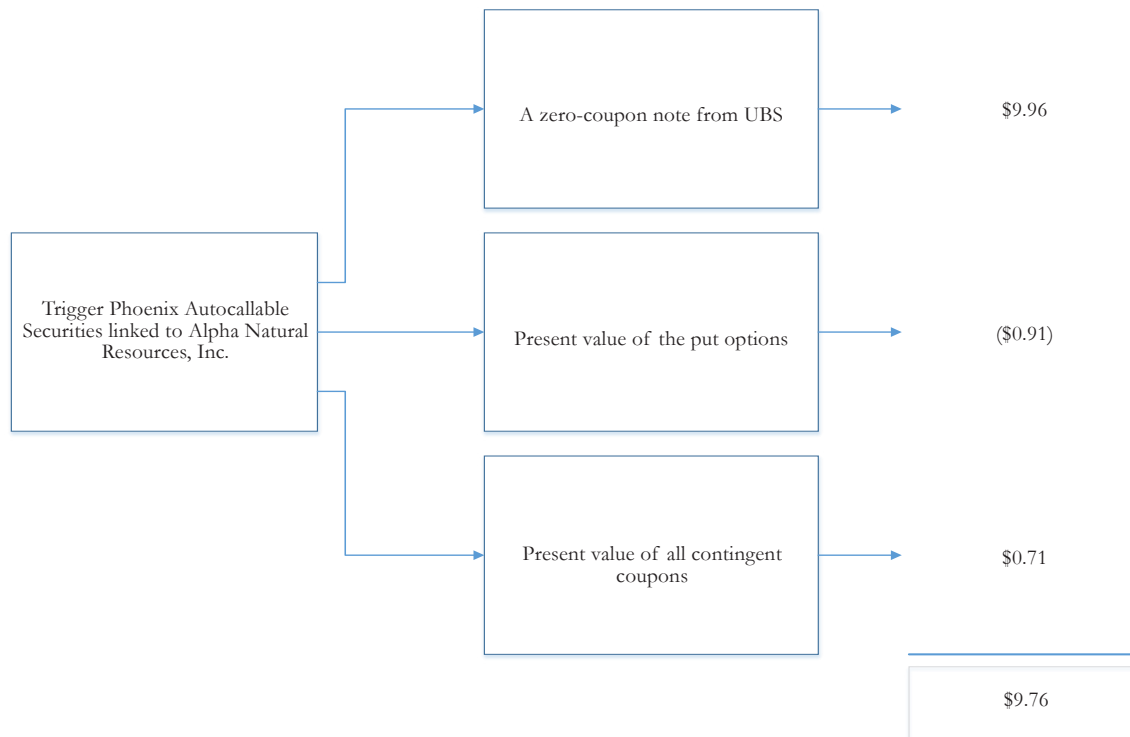 A zero-coupon note from UBS
$9.96
Trigger Phoenix Autocallable
Securities linked to Alpha Natural
Resources, Inc.
Present value of the put options
($0.91)
Present value of all contingent
coupons
$0.71
$9.76